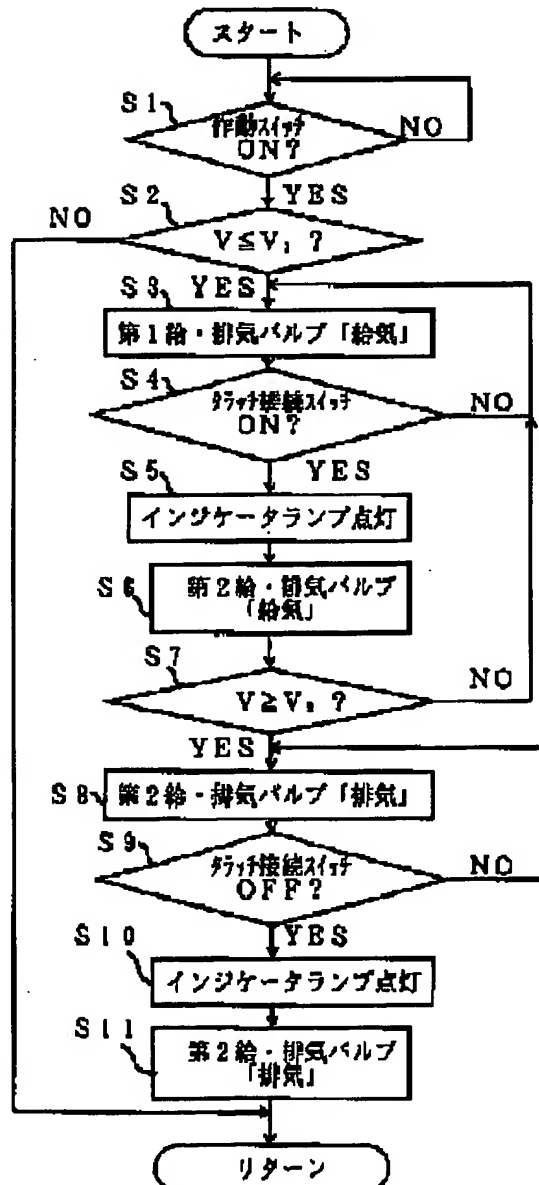 スタート
S1
作動スイッチ
ON?
NO
YES
S2
NO
V≦V₁?
S3
YES
第1給・排気バルブ「給気」
S4
クラッチ接続スイッチ
ON?
NO
YES
S5
インジケータランプ点灯
S6
第2給・排気バルブ
「給気」
S7
V≧V₂?
NO
YES
S8
第2給・排気バルブ「排気」
S9
クラッチ接続スイッチ
OFF?
NO
YES
S10
インジケータランプ点灯
S11
第2給・排気バルブ
「排気」
リターン